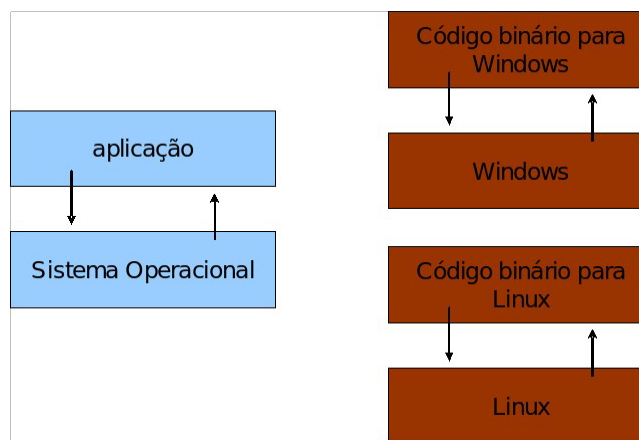 aplicação
Sistema Operacional
Código binário para
Windows
Windows
Código binário para
Linux
Linux